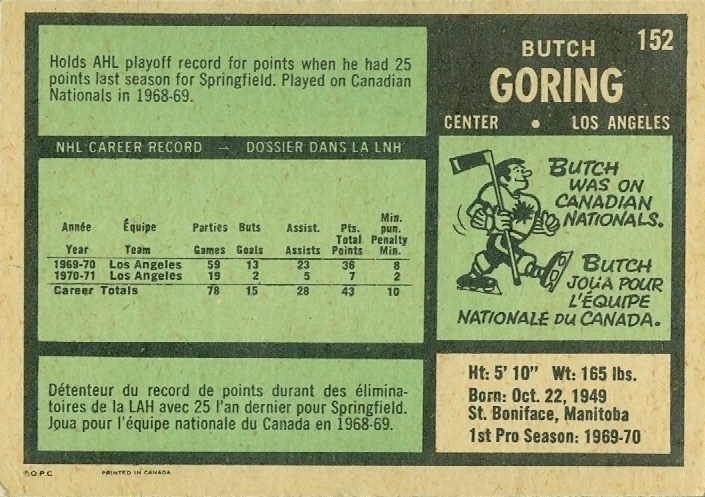 152
BUTCH
GORING
CENTER • LOS ANGELES
Holds AHL playoff record for points when he had 25
points last season for Springfield. Played on Canadian
Nationals in 1968-69.
NHL CAREER RECORD — DOSSIER DANS LA LNH
Année Équipe Parties Buts Assist. Pts. Min. pun.
Year Team Games Goals Assists Total Points Penalty Min.
1969-70 Los Angeles 59 13 23 36 8
1970-71 Los Angeles 19 2 5 7 2
Career Totals 78 15 28 43 10
BUTCH
WAS ON
CANADIAN
NATIONALS.
BUTCH
JOUA POUR
L'ÉQUIPE
NATIONALE DU CANADA.
Détenteur du record de points durant des élimina-
toires de la LAH avec 25 l'an dernier pour Springfield.
Joua pour l'équipe nationale du Canada en 1968-69.
Ht: 5' 10" Wt: 165 lbs.
Born: Oct. 22, 1949
St. Boniface, Manitoba
1st Pro Season: 1969-70
O.P.C. PRINTED IN CANADA